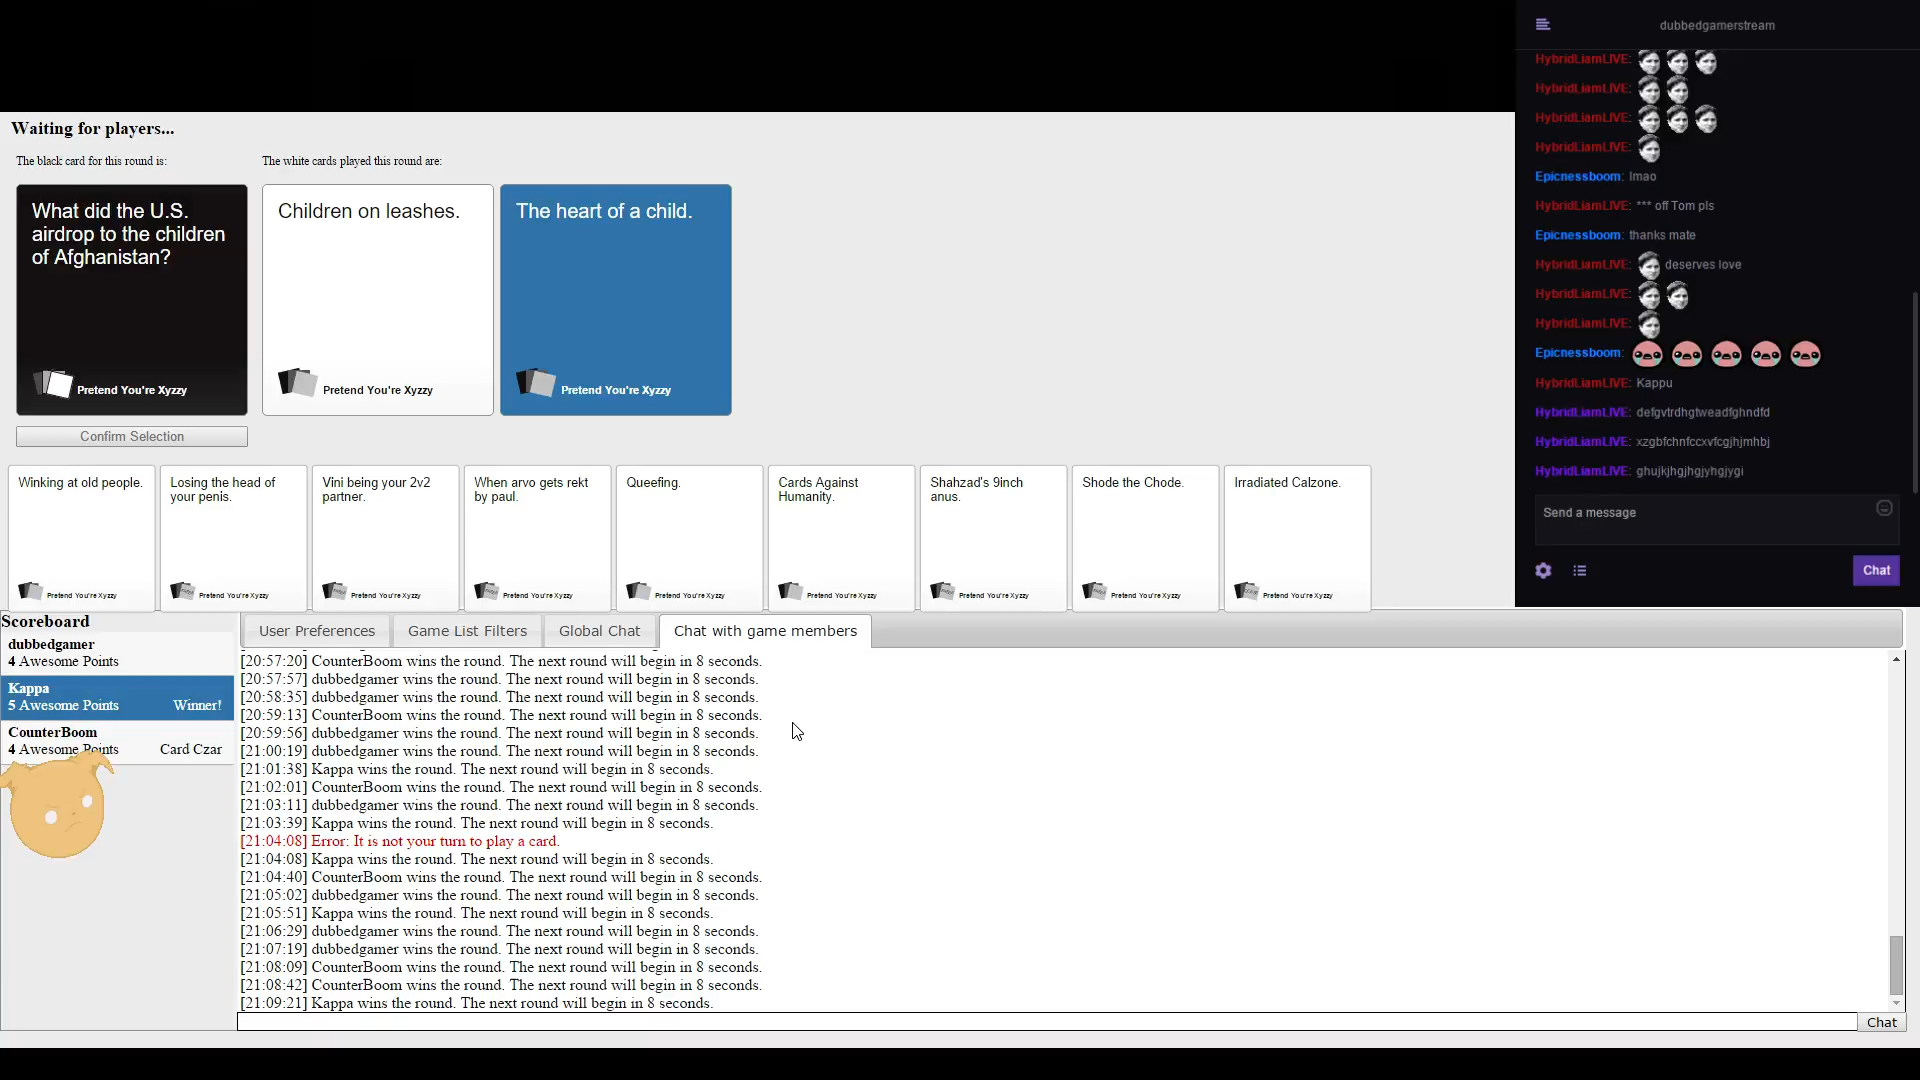 Waiting for players...
The black card for this round is:
The white cards played this round are:
What did the U.S.
airdrop to the children
of Afghanistan?
Pretend You're Xyzzy
Children on leashes.
Pretend You're Xyzzy
The heart of a child.
Pretend You're Xyzzy
Confirm Selection
Winking at old people.
Pretend You're Xyzzy
Losing the head of
your penis.
Pretend You're Xyzzy
Vini being your 2v2
partner.
Pretend You're Xyzzy
When arvo gets rekt
by paul.
Pretend You're Xyzzy
Queefing.
Pretend You're Xyzzy
Cards Against
Humanity.
Pretend You're Xyzzy
Shahzad's 9inch
anus.
Pretend You're Xyzzy
Shode the Chode.
Pretend You're Xyzzy
Irradiated Calzone.
Pretend You're Xyzzy
dubbedgamerstream
HybridLiamLIVE:
HybridLiamLIVE:
HybridLiamLIVE:
HybridLiamLIVE:
Epicnessboom: lmao
HybridLiamLIVE: *** off Tom pls
Epicnessboom: thanks mate
HybridLiamLIVE: deserves love
HybridLiamLIVE:
HybridLiamLIVE:
Epicnessboom:
HybridLiamLIVE: Kappu
HybridLiamLIVE: defgvtrdhgtweadfghndfd
HybridLiamLIVE: xzgbfchnfccxvfcgjhjmhbj
HybridLiamLIVE: ghujkjhgjhgjyhgjygi
Send a message
Chat
Scoreboard
dubbedgamer
4 Awesome Points
Kappa
5 Awesome Points Winner!
CounterBoom
4 Awesome Points Card Czar
User Preferences
Game List Filters
Global Chat
Chat with game members
[20:57:20] CounterBoom wins the round. The next round will begin in 8 seconds.
[20:57:57] dubbedgamer wins the round. The next round will begin in 8 seconds.
[20:58:35] dubbedgamer wins the round. The next round will begin in 8 seconds.
[20:59:13] CounterBoom wins the round. The next round will begin in 8 seconds.
[20:59:56] dubbedgamer wins the round. The next round will begin in 8 seconds.
[21:00:19] dubbedgamer wins the round. The next round will begin in 8 seconds.
[21:01:38] Kappa wins the round. The next round will begin in 8 seconds.
[21:02:01] CounterBoom wins the round. The next round will begin in 8 seconds.
[21:03:11] dubbedgamer wins the round. The next round will begin in 8 seconds.
[21:03:39] Kappa wins the round. The next round will begin in 8 seconds.
[21:04:08] Error: It is not your turn to play a card.
[21:04:08] Kappa wins the round. The next round will begin in 8 seconds.
[21:04:40] CounterBoom wins the round. The next round will begin in 8 seconds.
[21:05:02] dubbedgamer wins the round. The next round will begin in 8 seconds.
[21:05:51] Kappa wins the round. The next round will begin in 8 seconds.
[21:06:29] dubbedgamer wins the round. The next round will begin in 8 seconds.
[21:07:19] dubbedgamer wins the round. The next round will begin in 8 seconds.
[21:08:09] CounterBoom wins the round. The next round will begin in 8 seconds.
[21:08:42] CounterBoom wins the round. The next round will begin in 8 seconds.
[21:09:21] Kappa wins the round. The next round will begin in 8 seconds.
Chat